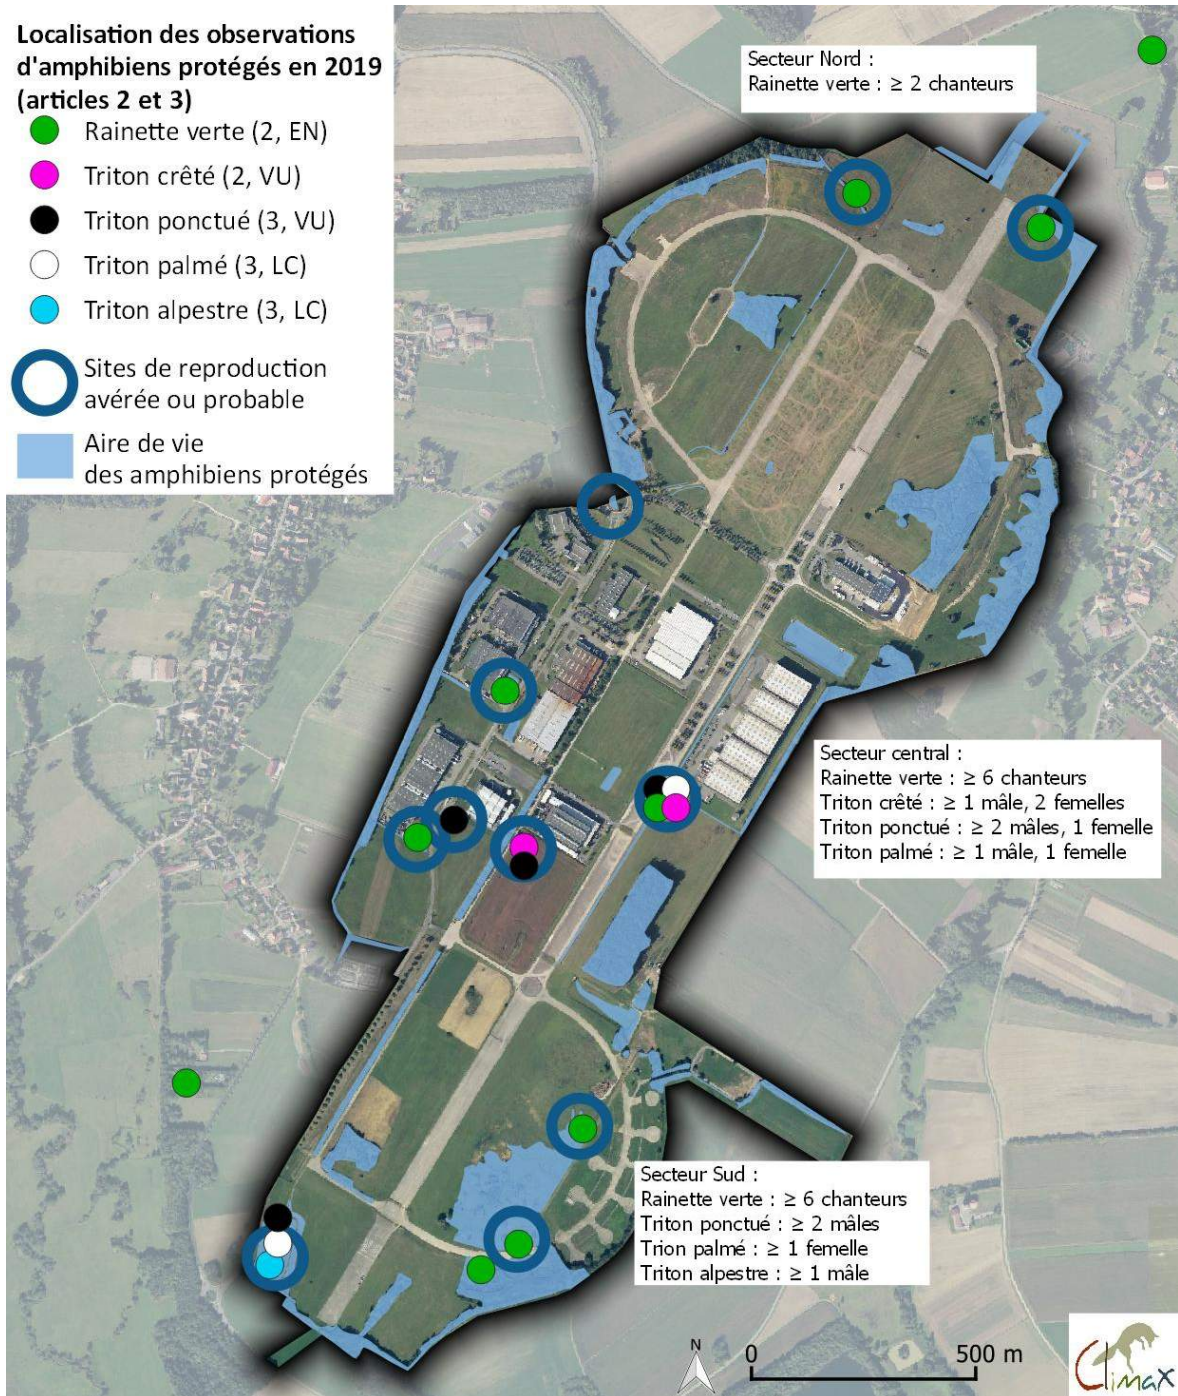 Localisation des observations
d'amphibiens protégés en 2019
(articles 2 et 3)
Rainette verte (2, EN)
Triton crêté (2, VU)
Triton ponctué (3, VU)
Triton palmé (3, LC)
Triton alpestre (3, LC)
Sites de reproduction
avérée ou probable
Aire de vie
des amphibiens protégés
Secteur Nord :
Rainette verte : ≥ 2 chanteurs
Secteur central :
Rainette verte : ≥ 6 chanteurs
Triton crêté : ≥ 1 mâle, 2 femelles
Triton ponctué : ≥ 2 mâles, 1 femelle
Triton palmé : ≥ 1 mâle, 1 femelle
Secteur Sud :
Rainette verte : ≥ 6 chanteurs
Triton ponctué : ≥ 2 mâles
Trion palmé : ≥ 1 femelle
Triton alpestre : ≥ 1 mâle
N
0 500 m
Climax